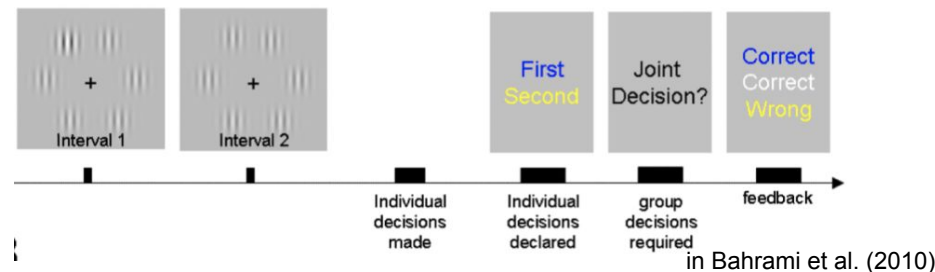 Interval 1
Interval 2
First
Second
Joint
Decision?
Correct
Correct
Wrong
Individual
decisions
made
Individual
decisions
declared
group
decisions
required
feedback
in Bahrami et al. (2010)